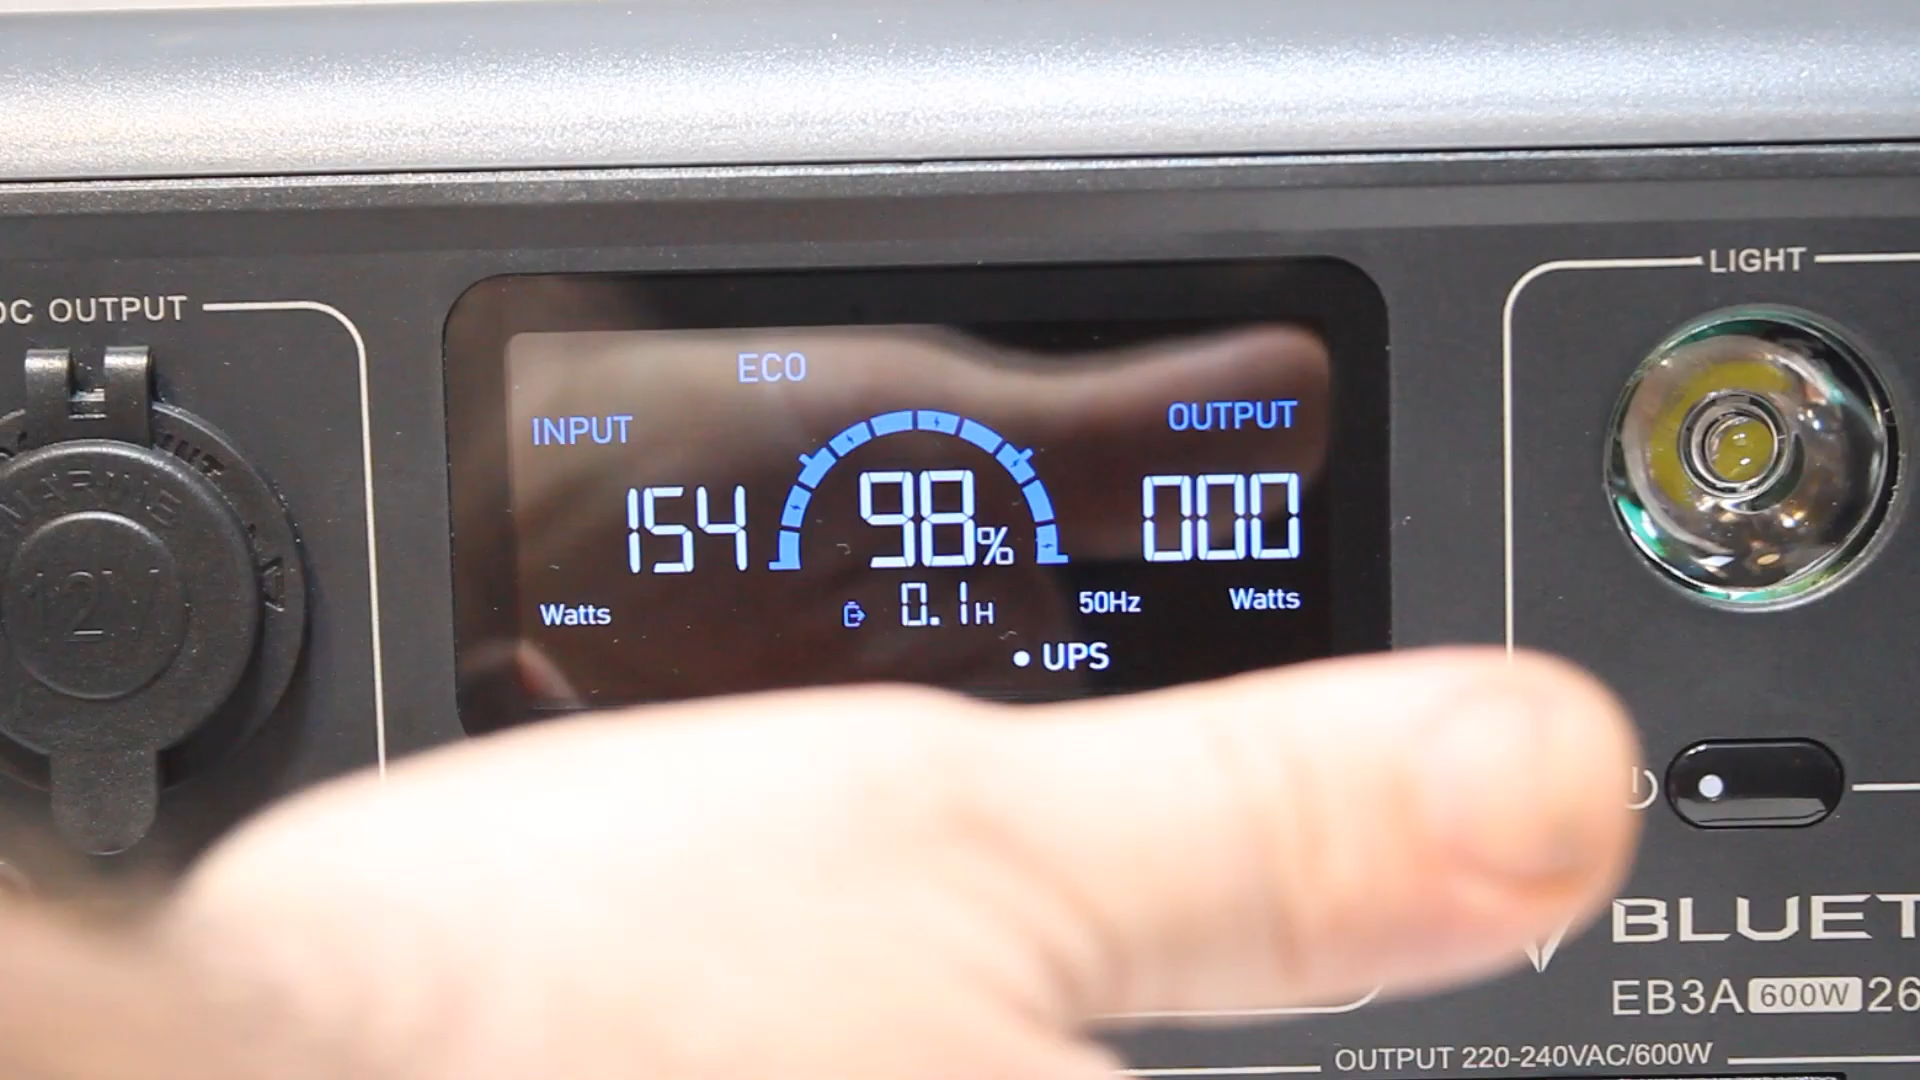 DC OUTPUT
LIGHT
ECO
INPUT
OUTPUT
154
98%
000
Watts
0.1H
50Hz
Watts
UPS
12V
BLUET
EB3A 600W 26
OUTPUT 220-240VAC/600W